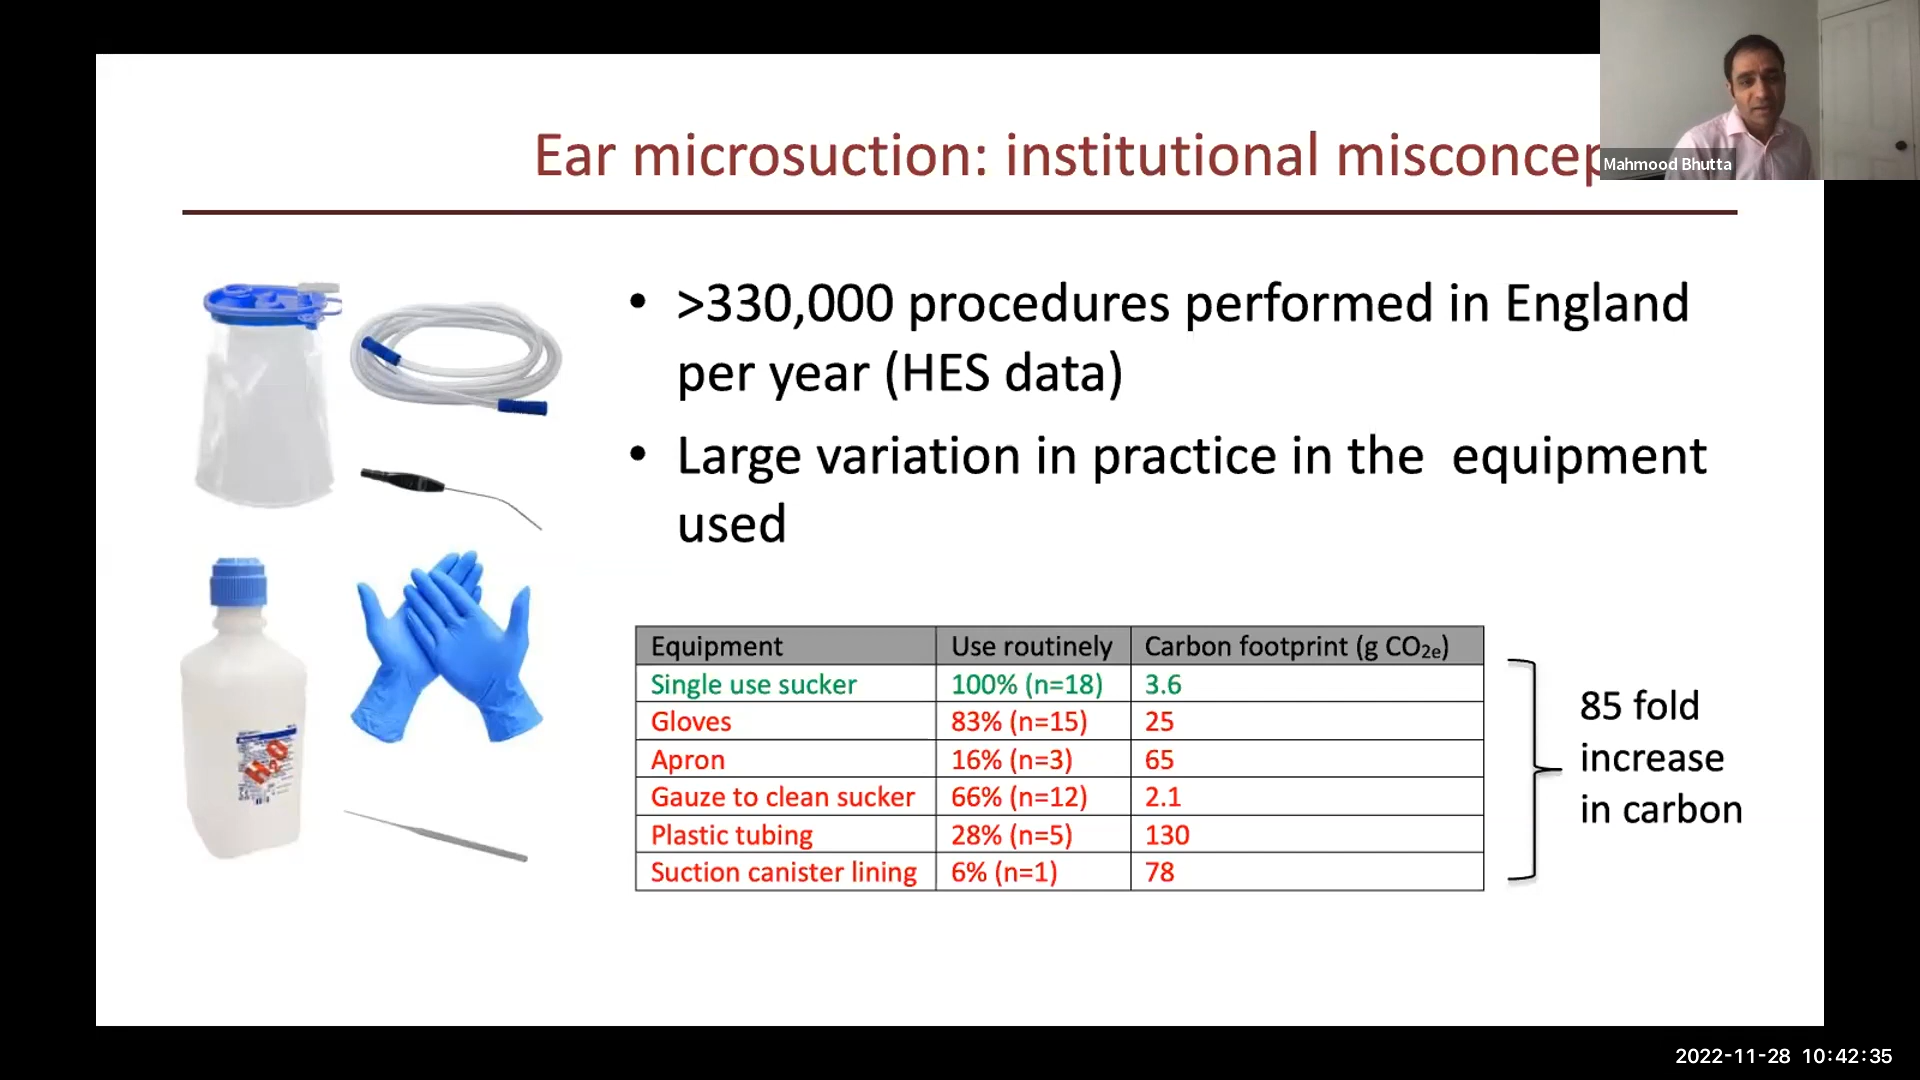 Ear microsuction: institutional misconcep
Mahmood Bhutta
• >330,000 procedures performed in England
per year (HES data)
• Large variation in practice in the equipment
used
H2O
Equipment Use routinely Carbon footprint (g CO2e)
Single use sucker 100% (n=18) 3.6
Gloves 83% (n=15) 25
Apron 16% (n=3) 65
Gauze to clean sucker 66% (n=12) 2.1
Plastic tubing 28% (n=5) 130
Suction canister lining 6% (n=1) 78
85 fold
increase
in carbon
2022-11-28 10:42:35